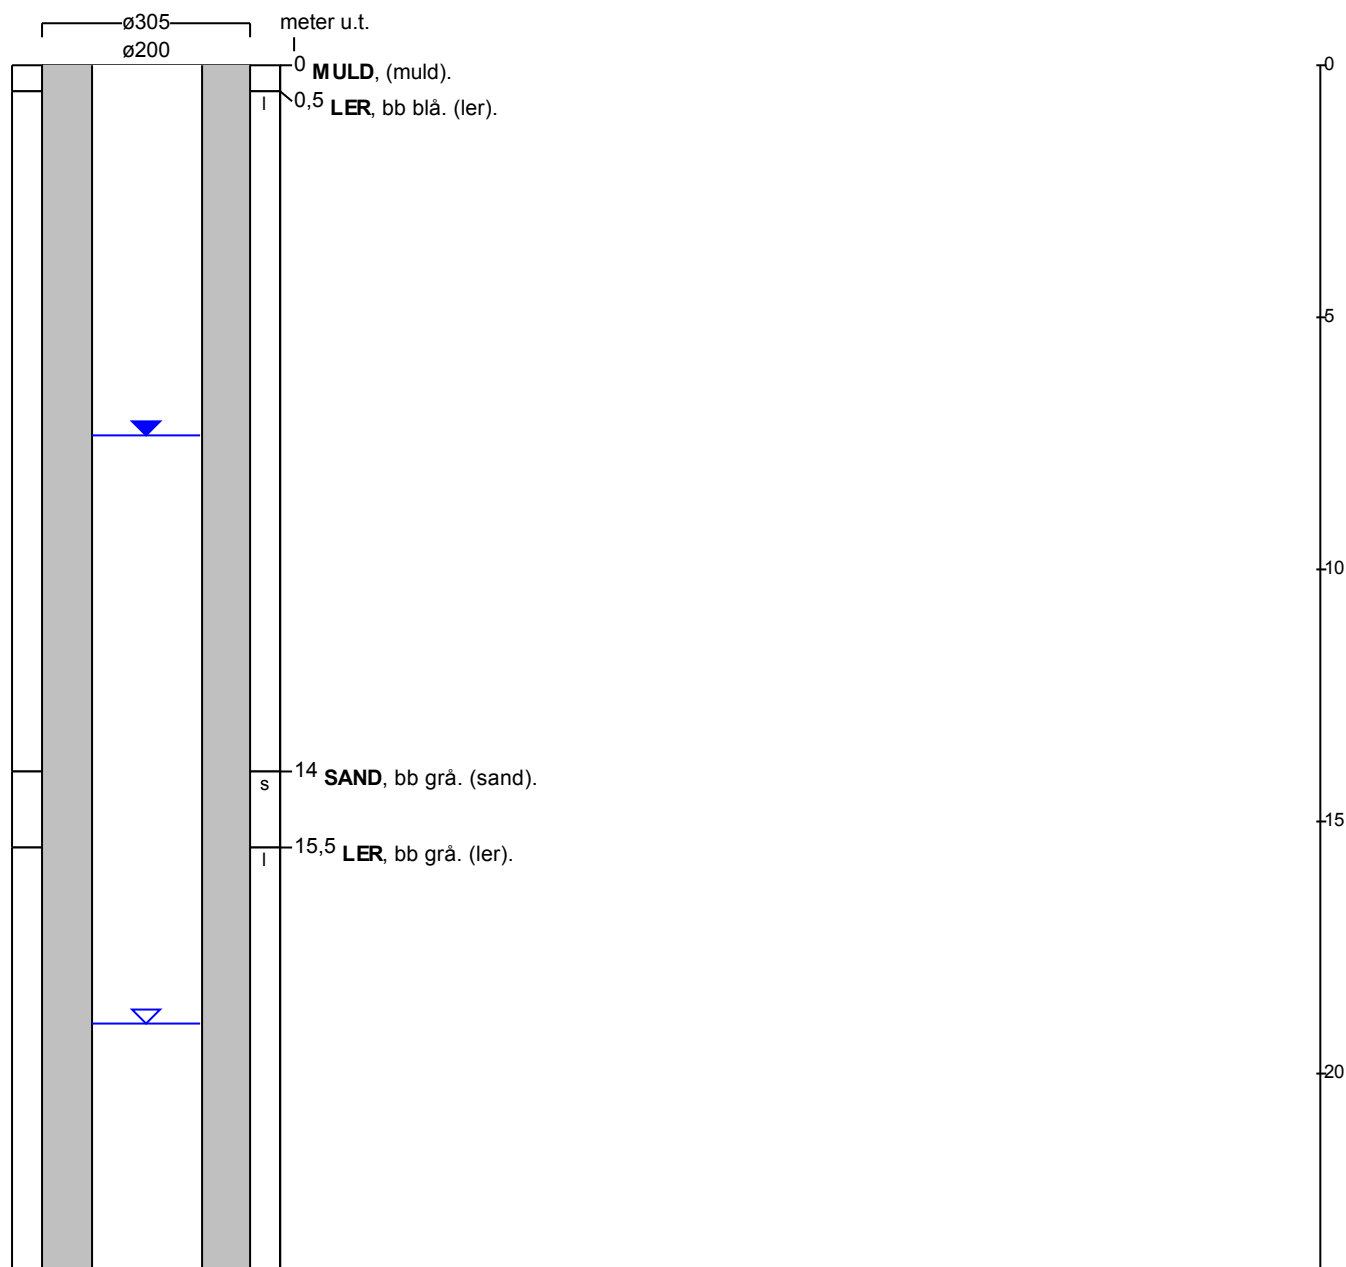 ø305 meter u.t.
ø200
0 MULD, (muld). 0
0,5 LER, bb blå. (ler).
l
5
10
14 SAND, bb grå. (sand).
s
15
15,5 LER, bb grå. (ler).
l
20